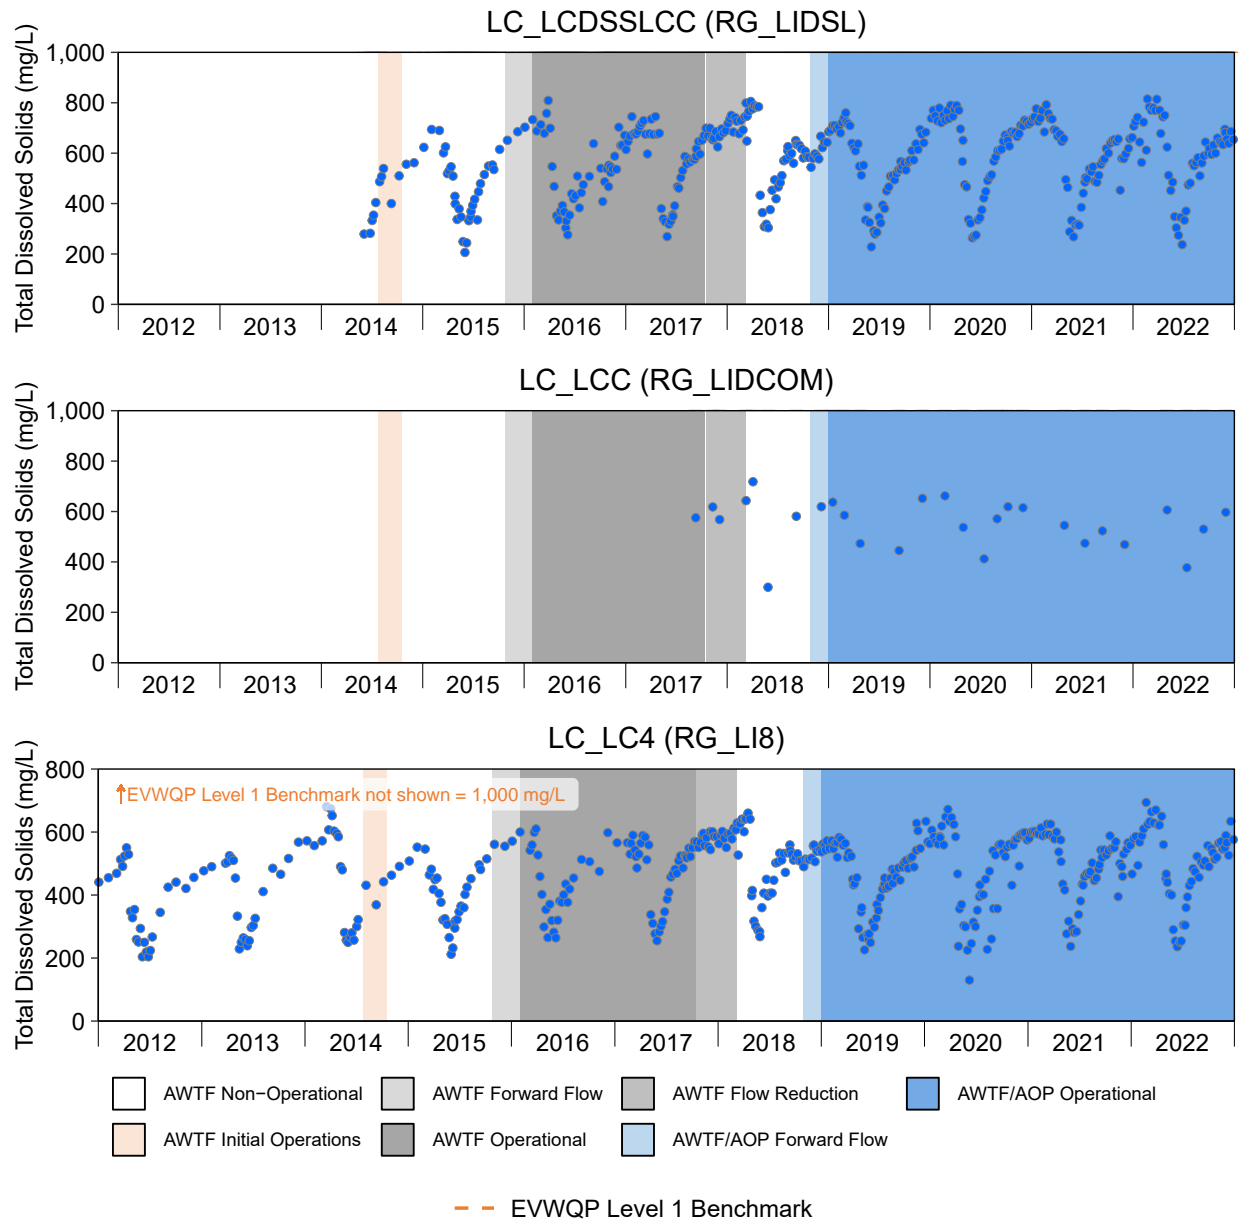 LC_LCDSSLCC (RG_LIDSL)
Total Dissolved Solids (mg/L)
1,000
800
600
400
200
0
2012 2013 2014 2015 2016 2017 2018 2019 2020 2021 2022
LC_LCC (RG_LIDCOM)
Total Dissolved Solids (mg/L)
1,000
800
600
400
200
0
2012 2013 2014 2015 2016 2017 2018 2019 2020 2021 2022
LC_LC4 (RG_LI8)
Total Dissolved Solids (mg/L)
800
600
400
200
0
EVWQP Level 1 Benchmark not shown = 1,000 mg/L
2012 2013 2014 2015 2016 2017 2018 2019 2020 2021 2022
AWTF Non−Operational AWTF Forward Flow AWTF Flow Reduction AWTF/AOP Operational
AWTF Initial Operations AWTF Operational AWTF/AOP Forward Flow
EVWQP Level 1 Benchmark